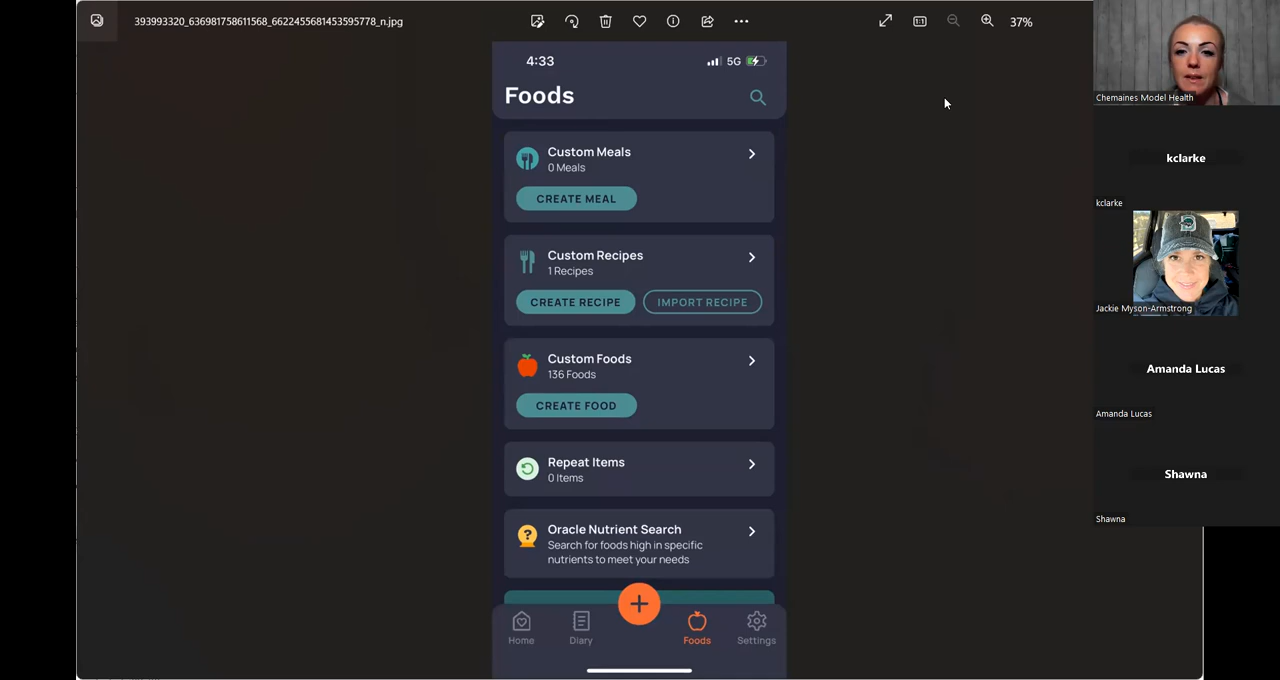 393993320_636981758611568_6622455681453595778_n.jpg
37%
4:33
5G
Foods
Custom Meals
0 Meals
CREATE MEAL
Custom Recipes
1 Recipes
CREATE RECIPE
IMPORT RECIPE
Custom Foods
136 Foods
CREATE FOOD
Repeat Items
0 Items
Oracle Nutrient Search
Search for foods high in specific
nutrients to meet your needs
Home
Diary
Foods
Settings
Chemaines Model Health
kclarke
kclarke
Jackie Myson-Armstrong
Amanda Lucas
Amanda Lucas
Shawna
Shawna